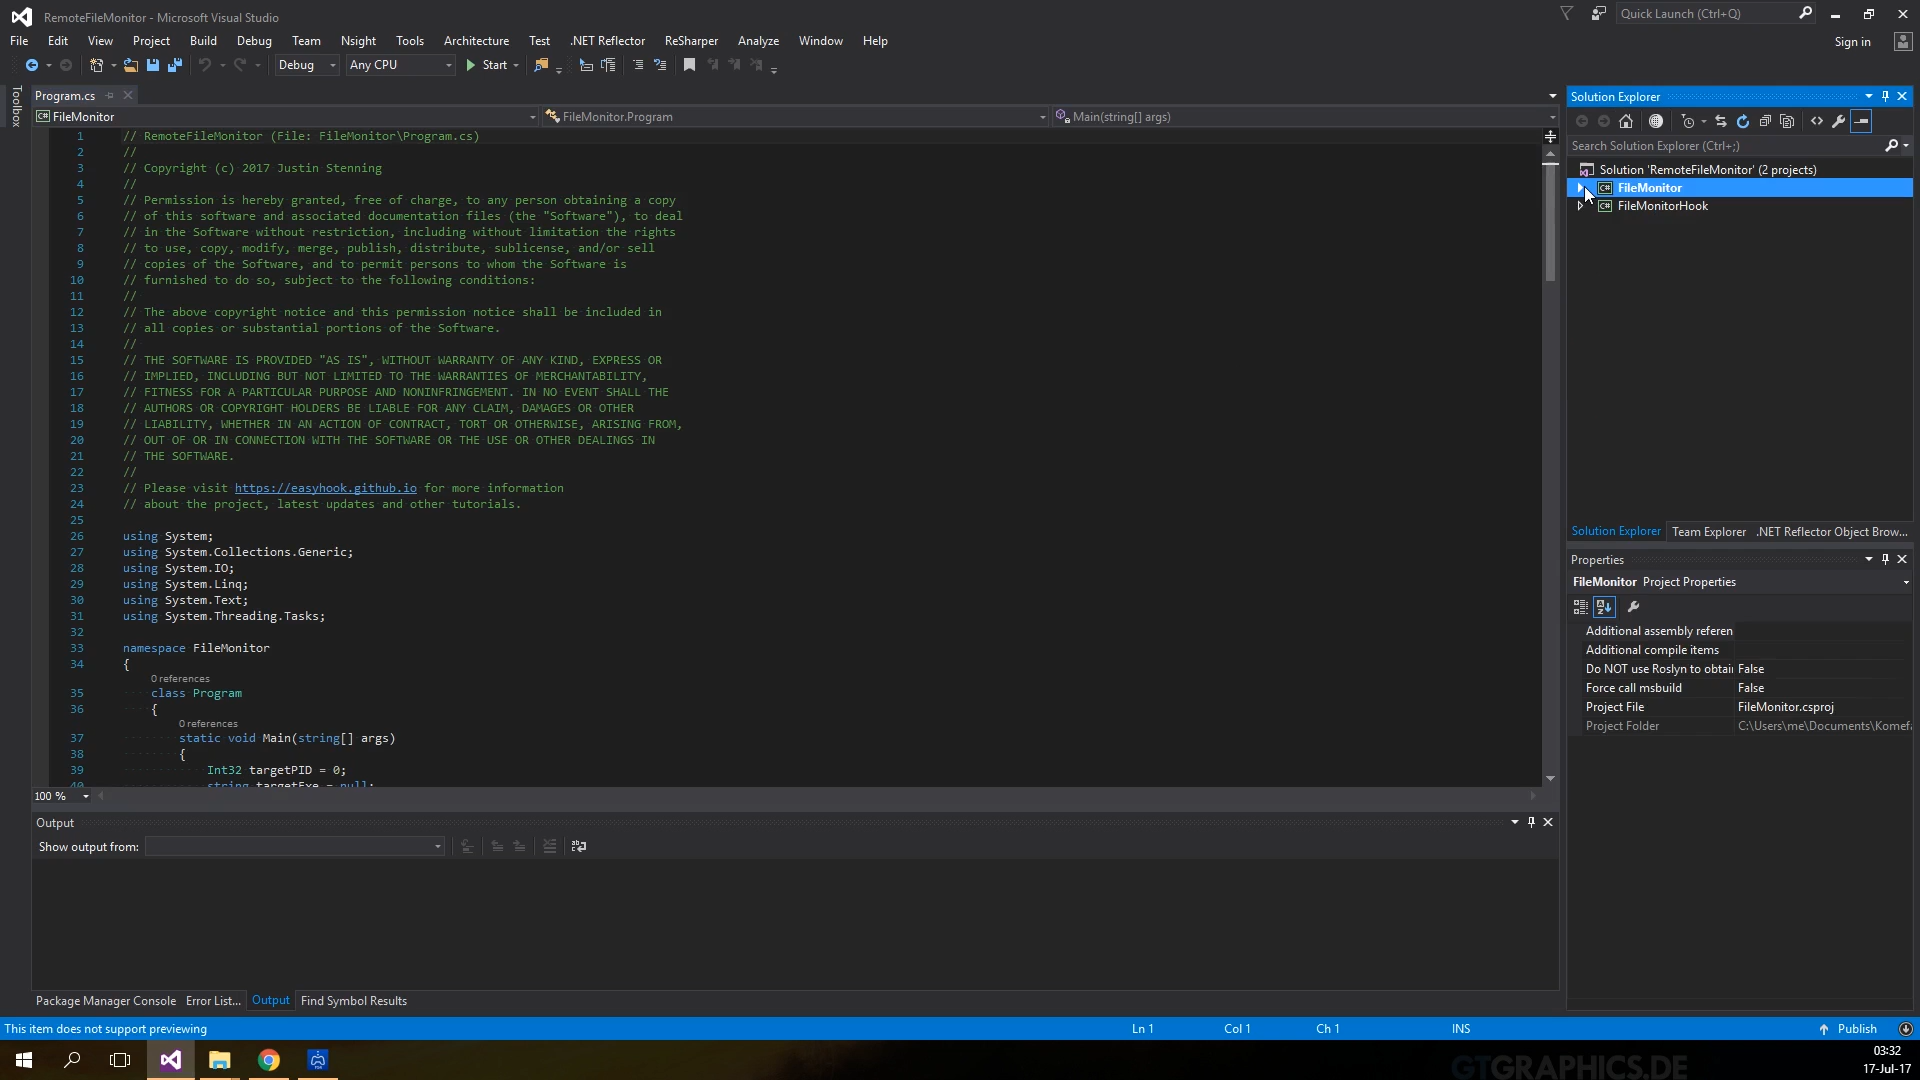 RemoteFileMonitor - Microsoft Visual Studio
Quick Launch (Ctrl+Q)
File Edit View Project Build Debug Team Nsight Tools Architecture Test .NET Reflector ReSharper Analyze Window Help
Sign in
Debug Any CPU Start
Toolbox
Program.cs
FileMonitor FileMonitor.Program Main(string[] args)
1 // RemoteFileMonitor (File: FileMonitor\Program.cs)
2 //
3 // Copyright (c) 2017 Justin Stenning
4 //
5 // Permission is hereby granted, free of charge, to any person obtaining a copy
6 // of this software and associated documentation files (the "Software"), to deal
7 // in the Software without restriction, including without limitation the rights
8 // to use, copy, modify, merge, publish, distribute, sublicense, and/or sell
9 // copies of the Software, and to permit persons to whom the Software is
10 // furnished to do so, subject to the following conditions:
11 //
12 // The above copyright notice and this permission notice shall be included in
13 // all copies or substantial portions of the Software.
14 //
15 // THE SOFTWARE IS PROVIDED "AS IS", WITHOUT WARRANTY OF ANY KIND, EXPRESS OR
16 // IMPLIED, INCLUDING BUT NOT LIMITED TO THE WARRANTIES OF MERCHANTABILITY,
17 // FITNESS FOR A PARTICULAR PURPOSE AND NONINFRINGEMENT. IN NO EVENT SHALL THE
18 // AUTHORS OR COPYRIGHT HOLDERS BE LIABLE FOR ANY CLAIM, DAMAGES OR OTHER
19 // LIABILITY, WHETHER IN AN ACTION OF CONTRACT, TORT OR OTHERWISE, ARISING FROM,
20 // OUT OF OR IN CONNECTION WITH THE SOFTWARE OR THE USE OR OTHER DEALINGS IN
21 // THE SOFTWARE.
22 //
23 // Please visit https://easyhook.github.io for more information
24 // about the project, latest updates and other tutorials.
25
26 using System;
27 using System.Collections.Generic;
28 using System.IO;
29 using System.Linq;
30 using System.Text;
31 using System.Threading.Tasks;
32
33 namespace FileMonitor
34 {
0 references
35 class Program
36 {
0 references
37 static void Main(string[] args)
38 {
39 Int32 targetPID = 0;
40 string targetExe = null;
100 %
Output
Show output from:
Package Manager Console Error List... Output Find Symbol Results
Solution Explorer
Search Solution Explorer (Ctrl+;)
Solution 'RemoteFileMonitor' (2 projects)
C# FileMonitor
C# FileMonitorHook
Solution Explorer Team Explorer .NET Reflector Object Brow...
Properties
FileMonitor Project Properties
Additional assembly referen
Additional compile items
Do NOT use Roslyn to obtai False
Force call msbuild False
Project File FileMonitor.csproj
Project Folder C:\Users\me\Documents\Komefa
This item does not support previewing Ln 1 Col 1 Ch 1 INS Publish
GTGRAPHICS.DE
03:32
17-Jul-17